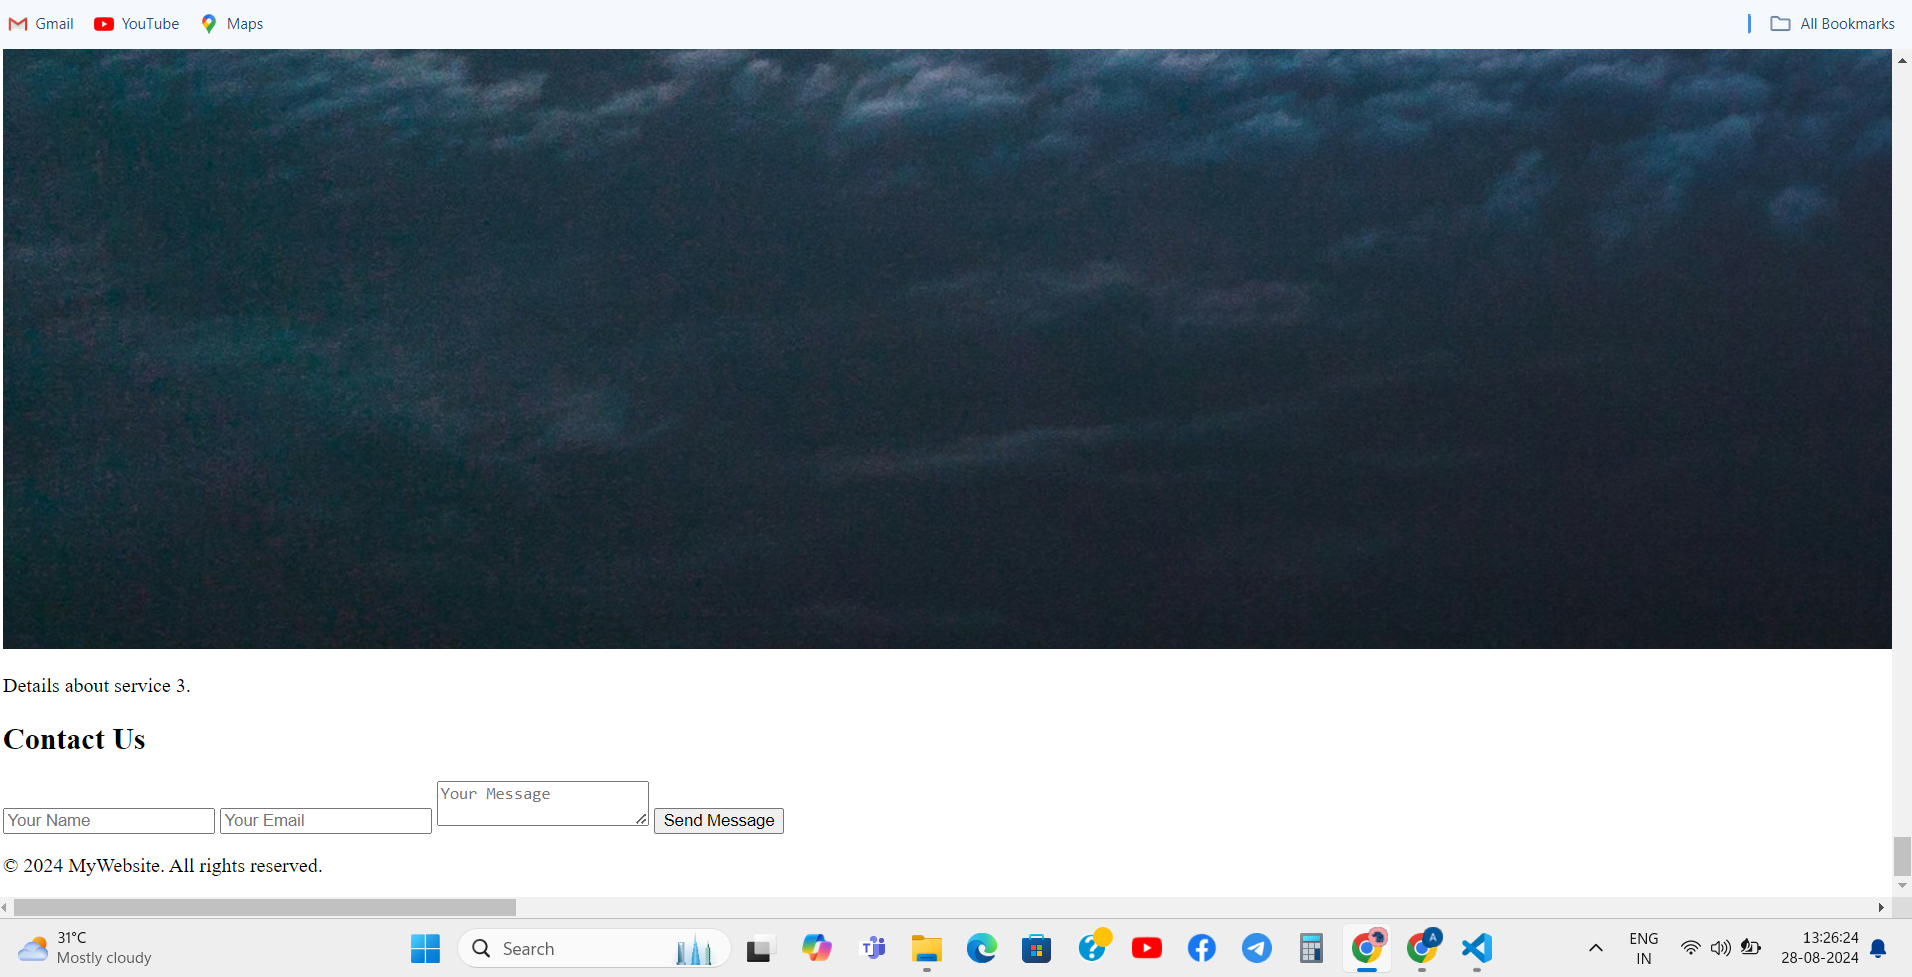 Gmail YouTube Maps All Bookmarks
Details about service 3.
Contact Us
Your Message
Your Name Your Email Send Message
© 2024 MyWebsite. All rights reserved.
31°C
Mostly cloudy
Search
ENG
IN
13:26:24
28-08-2024